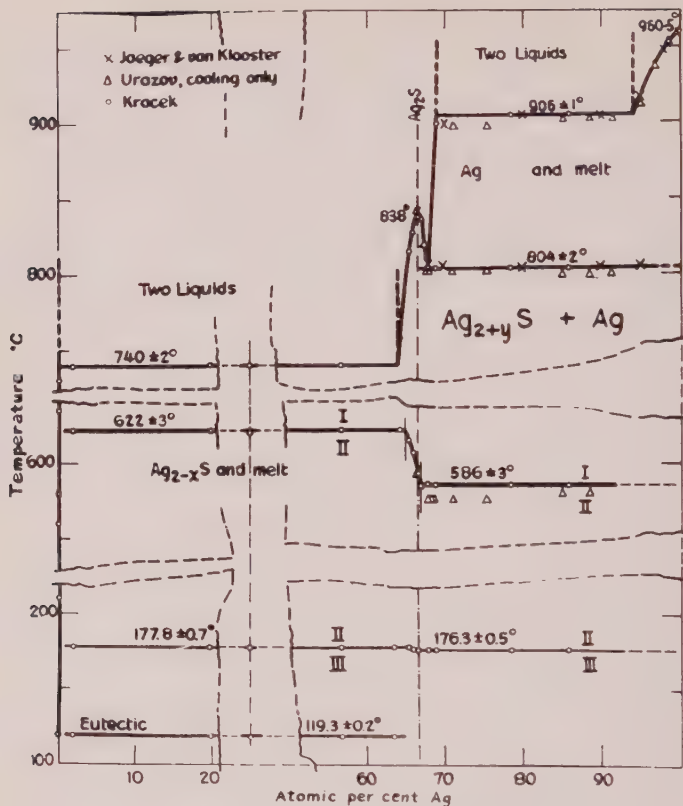 960·5°
x Jaeger & van Klooster
Δ Urazov, cooling only
o Kracek
Two Liquids
Ag₂S
906 ±1°
900
Ag and melt
838°
804 ±2°
800
Two Liquids
Ag₂₊yS + Ag
740 ±2°
Temperature °C
622 ±3°
I
II
600
Ag₂₋xS and melt
586 ±3°
I
II
200
177.8 ±0.7°
II
III
176.3 ±0.5°
II
III
Eutectic
119.3 ±0.2°
100
10 20 60 70 80 90
Atomic per cent Ag